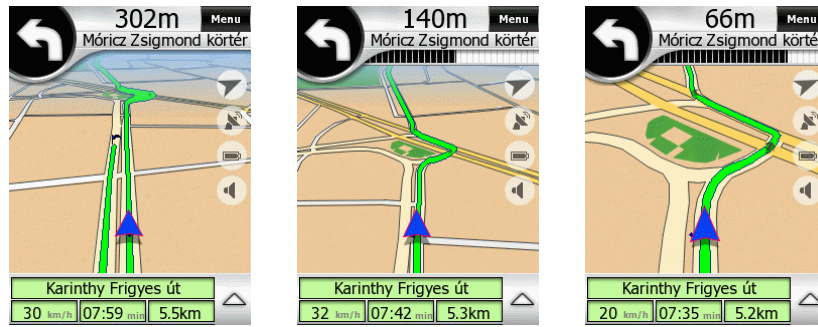 302m
Menu
Móricz Zsigmond körtér
Karinthy Frigyes út
30 km/h 07:59 min 5.5km
140m
Menu
Móricz Zsigmond körtér
Karinthy Frigyes út
32 km/h 07:42 min 5.3km
66m
Menu
Móricz Zsigmond körté
Karinthy Frigyes út
20 km/h 07:35 min 5.2km